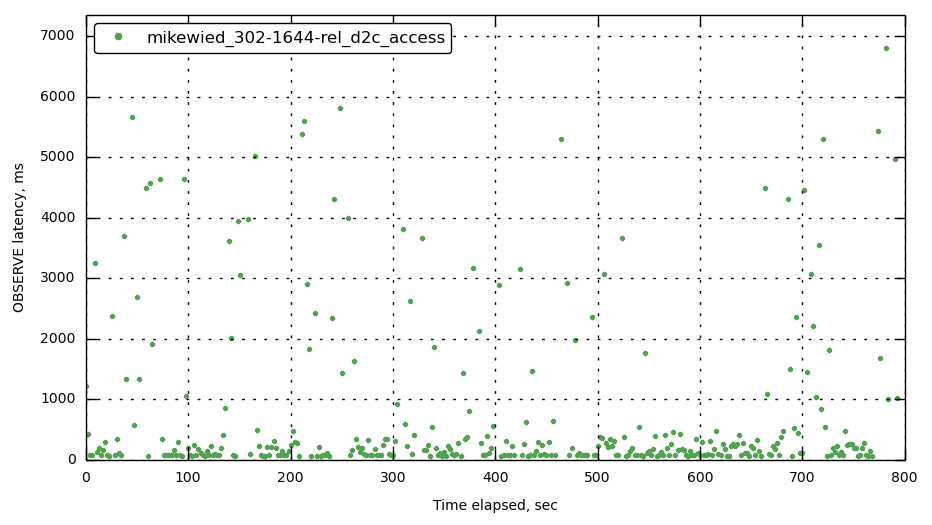 mikewied_302-1644-rel_d2c_access
7000
6000
5000
4000
3000
2000
1000
0
OBSERVE latency, ms
0 100 200 300 400 500 600 700 800
Time elapsed, sec